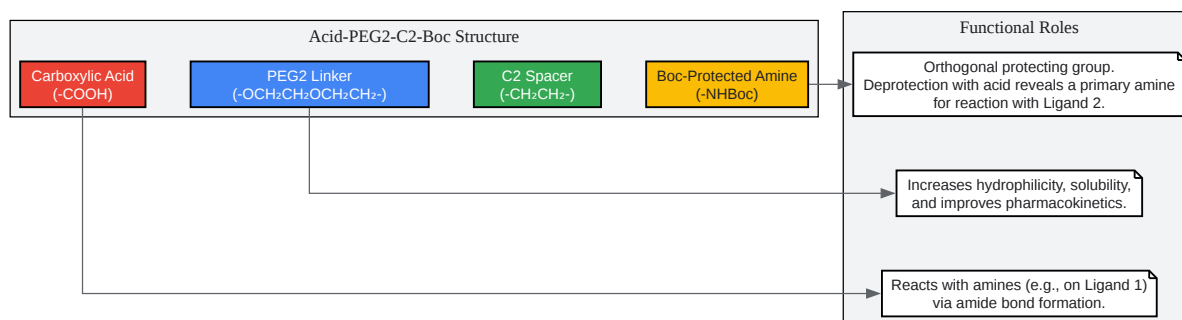 Acid-PEG2-C2-Boc Structure
Carboxylic Acid
(-COOH)
PEG2 Linker
(-OCH₂CH₂OCH₂CH₂-)
C2 Spacer
(-CH₂CH₂-)
Boc-Protected Amine
(-NHBoc)
Functional Roles
Orthogonal protecting group.
Deprotection with acid reveals a primary amine
for reaction with Ligand 2.
Increases hydrophilicity, solubility,
and improves pharmacokinetics.
Reacts with amines (e.g., on Ligand 1)
via amide bond formation.